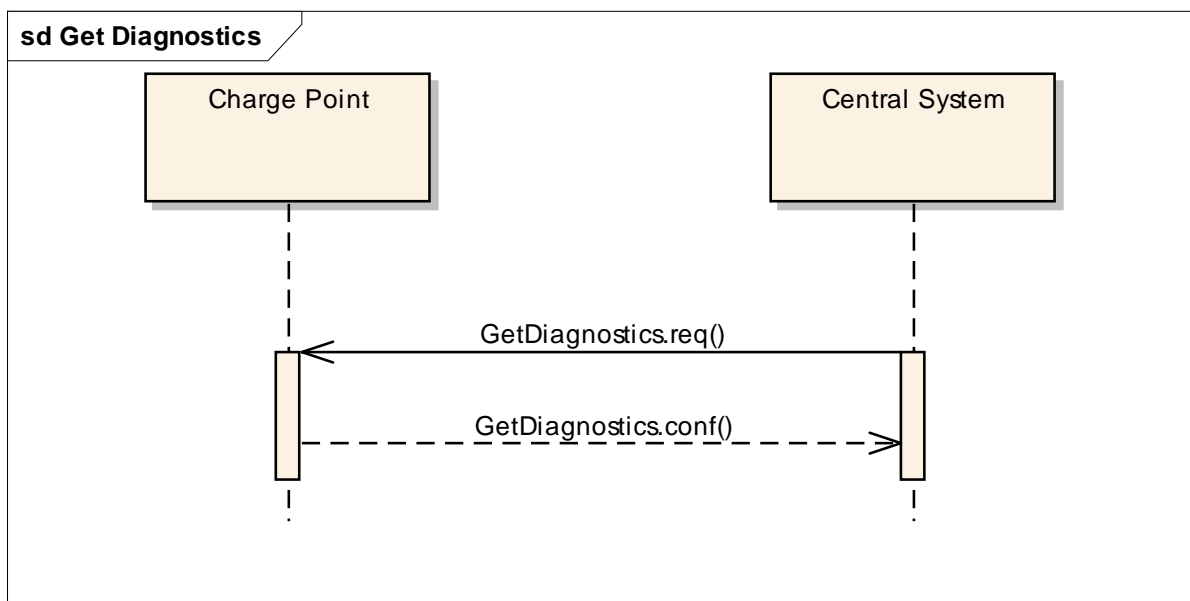 sd Get Diagnostics
Charge Point
Central System
GetDiagnostics.req()
GetDiagnostics.conf()